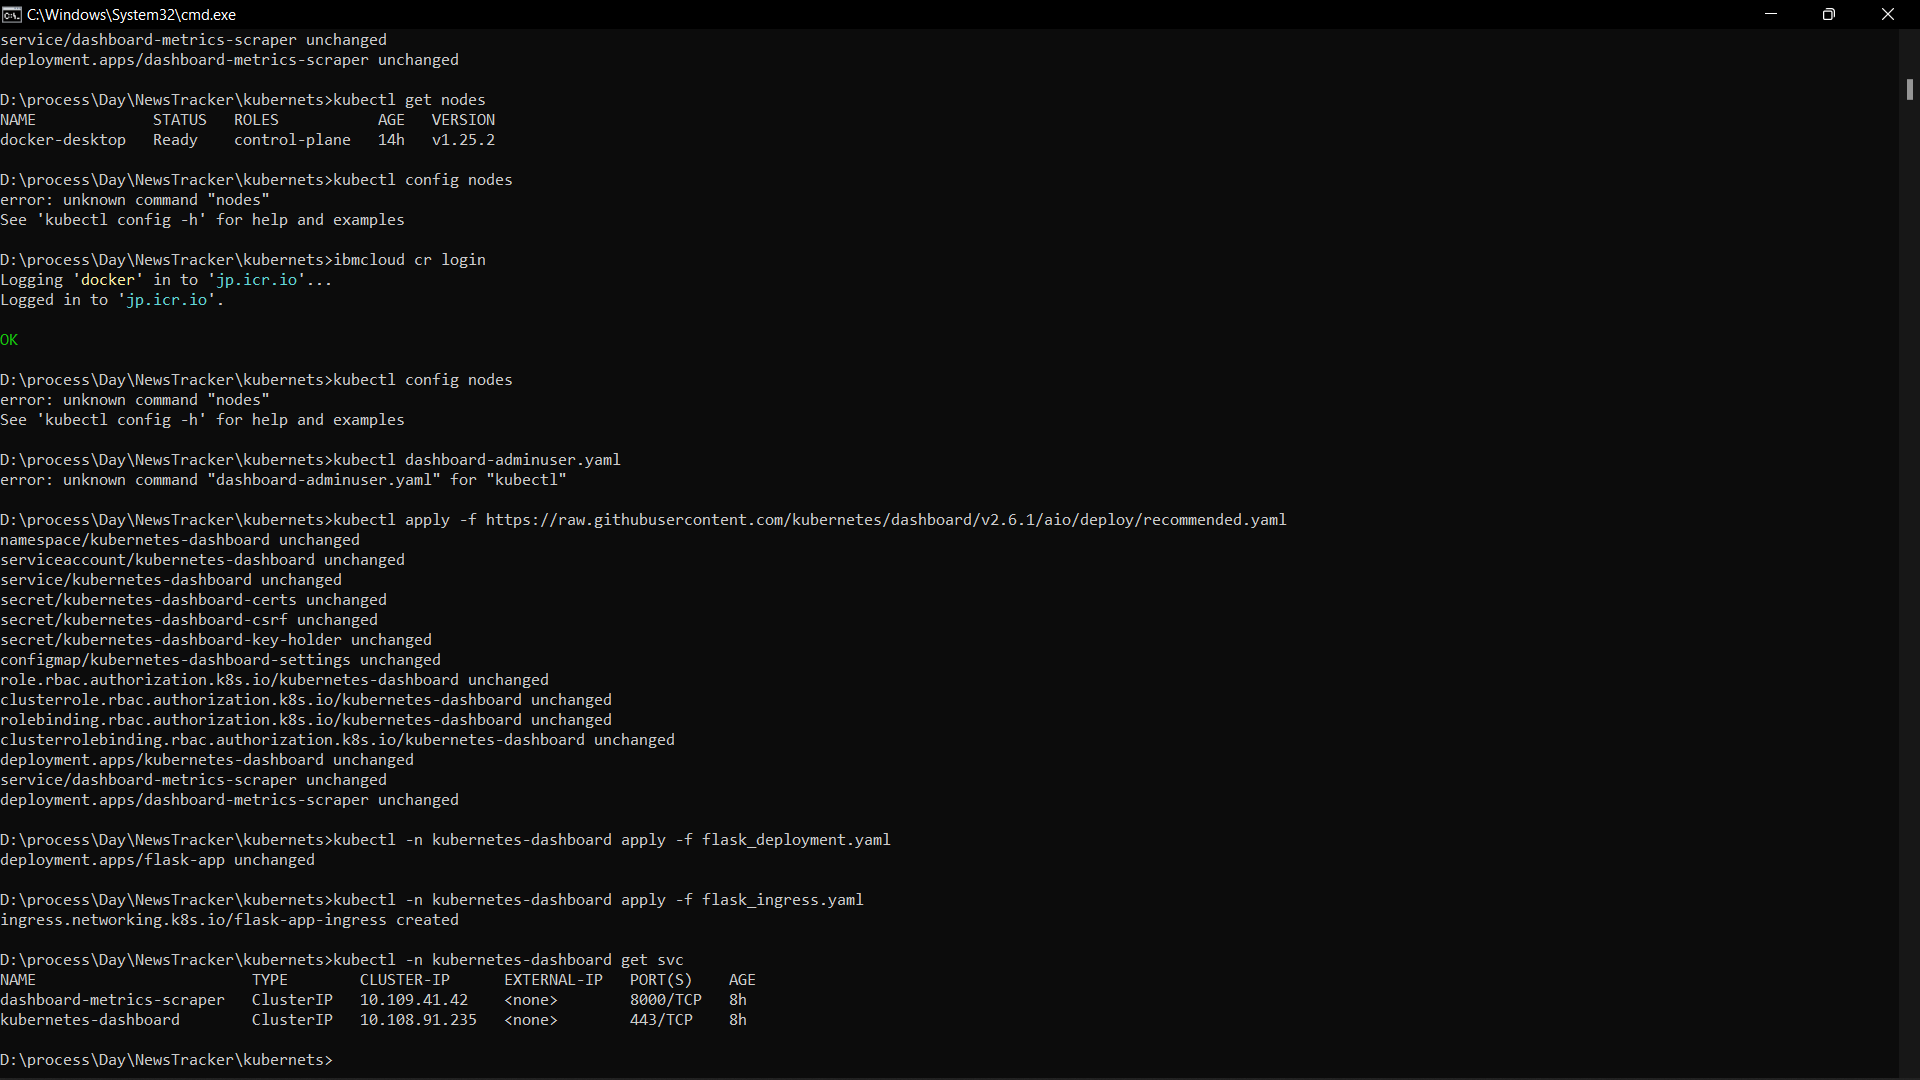 C:\Windows\System32\cmd.exe
service/dashboard-metrics-scraper unchanged
deployment.apps/dashboard-metrics-scraper unchanged
D:\process\Day\NewsTracker\kubernets>kubectl get nodes
NAME STATUS ROLES AGE VERSION
docker-desktop Ready control-plane 14h v1.25.2
D:\process\Day\NewsTracker\kubernets>kubectl config nodes
error: unknown command "nodes"
See 'kubectl config -h' for help and examples
D:\process\Day\NewsTracker\kubernets>ibmcloud cr login
Logging 'docker' in to 'jp.icr.io'...
Logged in to 'jp.icr.io'.
OK
D:\process\Day\NewsTracker\kubernets>kubectl config nodes
error: unknown command "nodes"
See 'kubectl config -h' for help and examples
D:\process\Day\NewsTracker\kubernets>kubectl dashboard-adminuser.yaml
error: unknown command "dashboard-adminuser.yaml" for "kubectl"
D:\process\Day\NewsTracker\kubernets>kubectl apply -f https://raw.githubusercontent.com/kubernetes/dashboard/v2.6.1/aio/deploy/recommended.yaml
namespace/kubernetes-dashboard unchanged
serviceaccount/kubernetes-dashboard unchanged
service/kubernetes-dashboard unchanged
secret/kubernetes-dashboard-certs unchanged
secret/kubernetes-dashboard-csrf unchanged
secret/kubernetes-dashboard-key-holder unchanged
configmap/kubernetes-dashboard-settings unchanged
role.rbac.authorization.k8s.io/kubernetes-dashboard unchanged
clusterrole.rbac.authorization.k8s.io/kubernetes-dashboard unchanged
rolebinding.rbac.authorization.k8s.io/kubernetes-dashboard unchanged
clusterrolebinding.rbac.authorization.k8s.io/kubernetes-dashboard unchanged
deployment.apps/kubernetes-dashboard unchanged
service/dashboard-metrics-scraper unchanged
deployment.apps/dashboard-metrics-scraper unchanged
D:\process\Day\NewsTracker\kubernets>kubectl -n kubernetes-dashboard apply -f flask_deployment.yaml
deployment.apps/flask-app unchanged
D:\process\Day\NewsTracker\kubernets>kubectl -n kubernetes-dashboard apply -f flask_ingress.yaml
ingress.networking.k8s.io/flask-app-ingress created
D:\process\Day\NewsTracker\kubernets>kubectl -n kubernetes-dashboard get svc
NAME TYPE CLUSTER-IP EXTERNAL-IP PORT(S) AGE
dashboard-metrics-scraper ClusterIP 10.109.41.42 <none> 8000/TCP 8h
kubernetes-dashboard ClusterIP 10.108.91.235 <none> 443/TCP 8h
D:\process\Day\NewsTracker\kubernets>